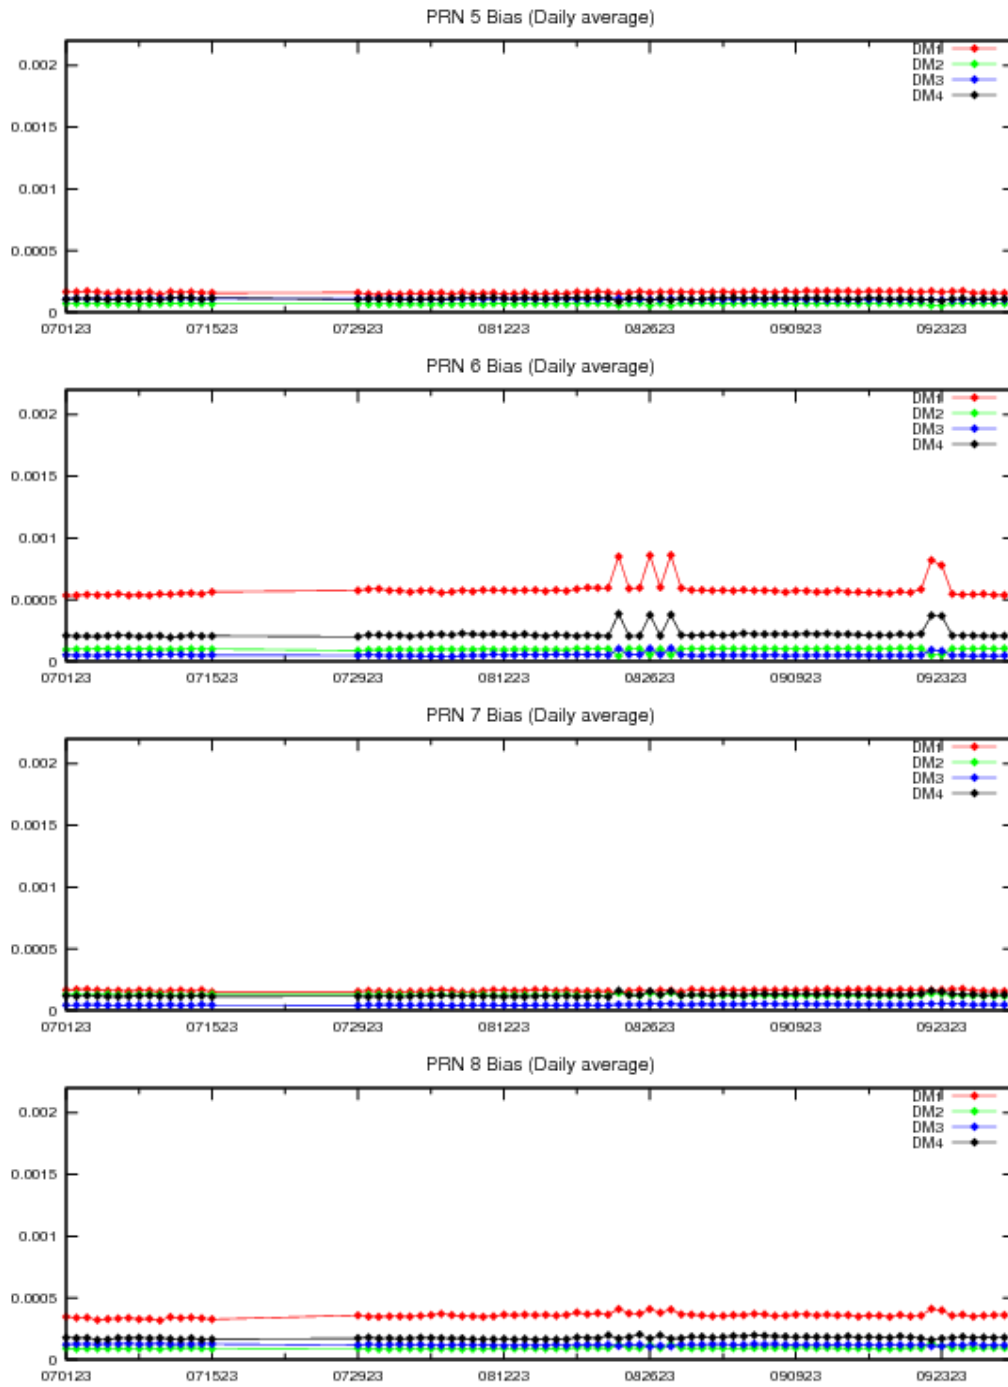 PRN 5 Bias (Daily average)
DM1
0.002
DM2
DM3
DM4
0.0015
0.001
0.0005
0
070123 071523 072923 081223 082623 090923 092323
PRN 6 Bias (Daily average)
DM1
0.002
DM2
DM3
DM4
0.0015
0.001
0.0005
0
070123 071523 072923 081223 082623 090923 092323
PRN 7 Bias (Daily average)
DM1
0.002
DM2
DM3
DM4
0.0015
0.001
0.0005
0
070123 071523 072923 081223 082623 090923 092323
PRN 8 Bias (Daily average)
DM1
0.002
DM2
DM3
DM4
0.0015
0.001
0.0005
0
070123 071523 072923 081223 082623 090923 092323